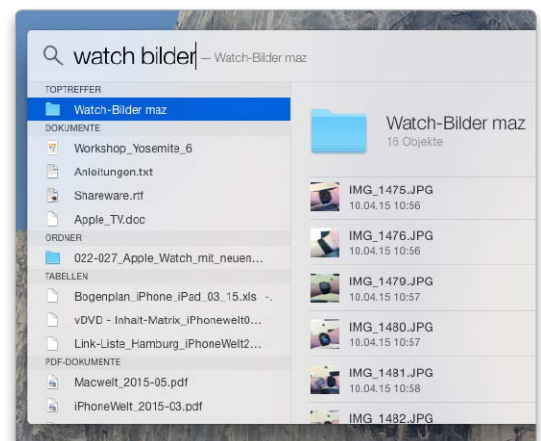 watch bilder — Watch-Bilder maz
TOPTREFFER
Watch-Bilder maz
DOKUMENTE
Workshop_Yosemite_6
Anleitungen.txt
Shareware.rtf
Apple_TV.doc
ORDNER
022-027_Apple_Watch_mit_neuen...
TABELLEN
Bogenplan_iPhone_iPad_03_15.xls -.
vDVD - Inhalt-Matrix_iPhonewelt0...
Link-Liste_Hamburg_iPhoneWelt2...
PDF-DOKUMENTE
Macwelt_2015-05.pdf
iPhoneWelt_2015-03.pdf
Watch-Bilder maz
16 Objekte
IMG_1475.JPG
10.04.15 10:56
IMG_1476.JPG
10.04.15 10:56
IMG_1479.JPG
10.04.15 10:57
IMG_1480.JPG
10.04.15 10:57
IMG_1481.JPG
10.04.15 10:58
IMG_1482.JPG